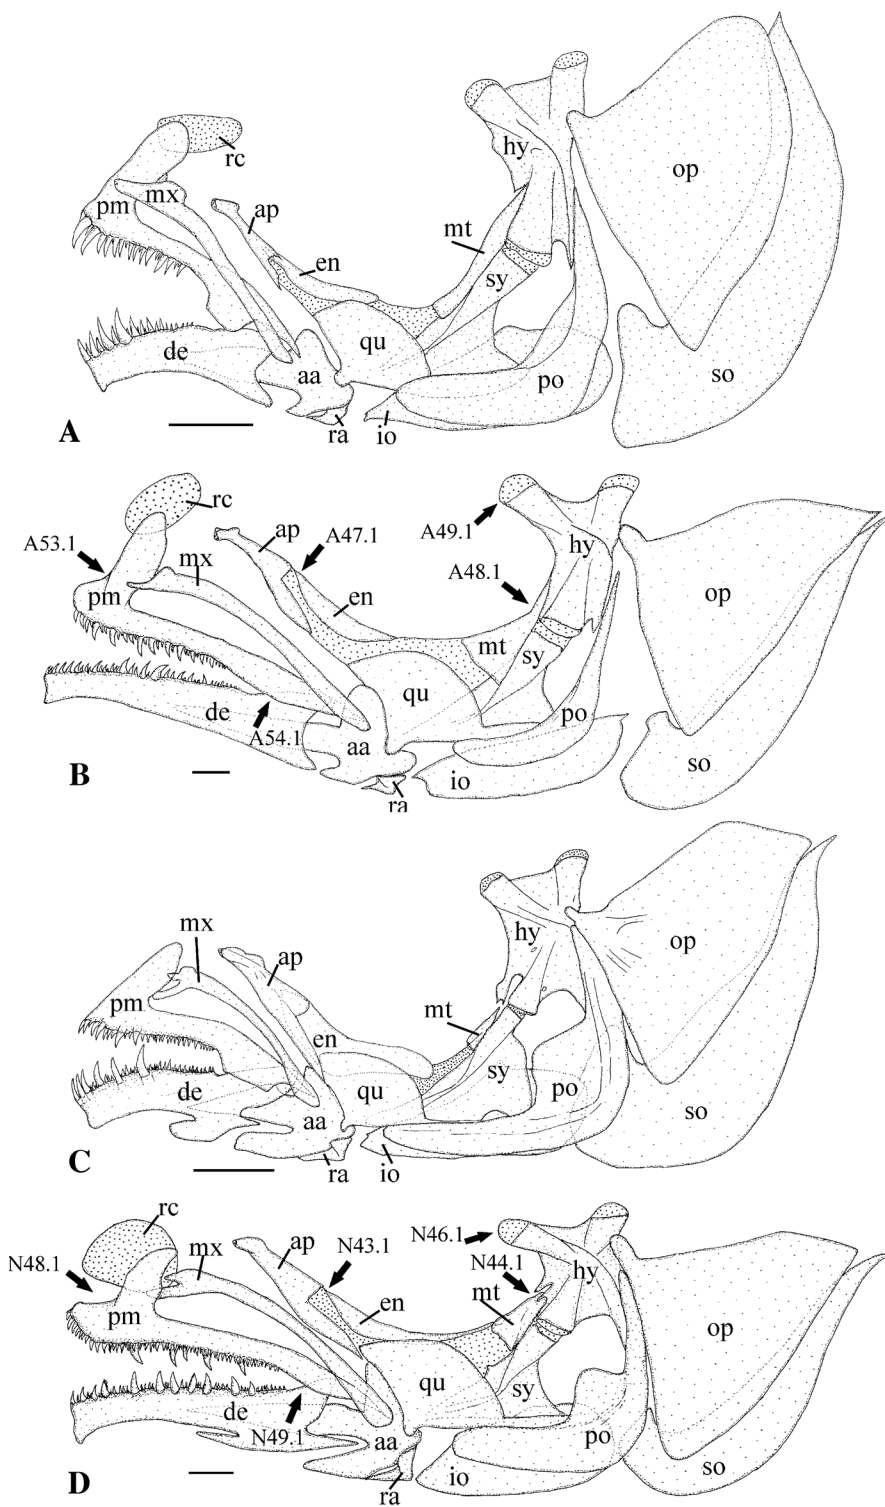 rc
hy
op
mx
pm
ap
mt
en
sy
qu
de
aa
po
so
A
ra
io
rc
A53.1
ap
A47.1
A49.1
hy
mx
A48.1
pm
en
op
mt
sy
qu
de
A54.1
po
aa
B
io
so
ra
mx
hy
op
ap
pm
mt
en
sy
qu
de
po
aa
so
C
ra
io
rc
N48.1
mx
ap
N43.1
N46.1
N44.1
hy
mt
pm
en
op
qu
sy
de
N49.1
aa
po
D
io
so
ra